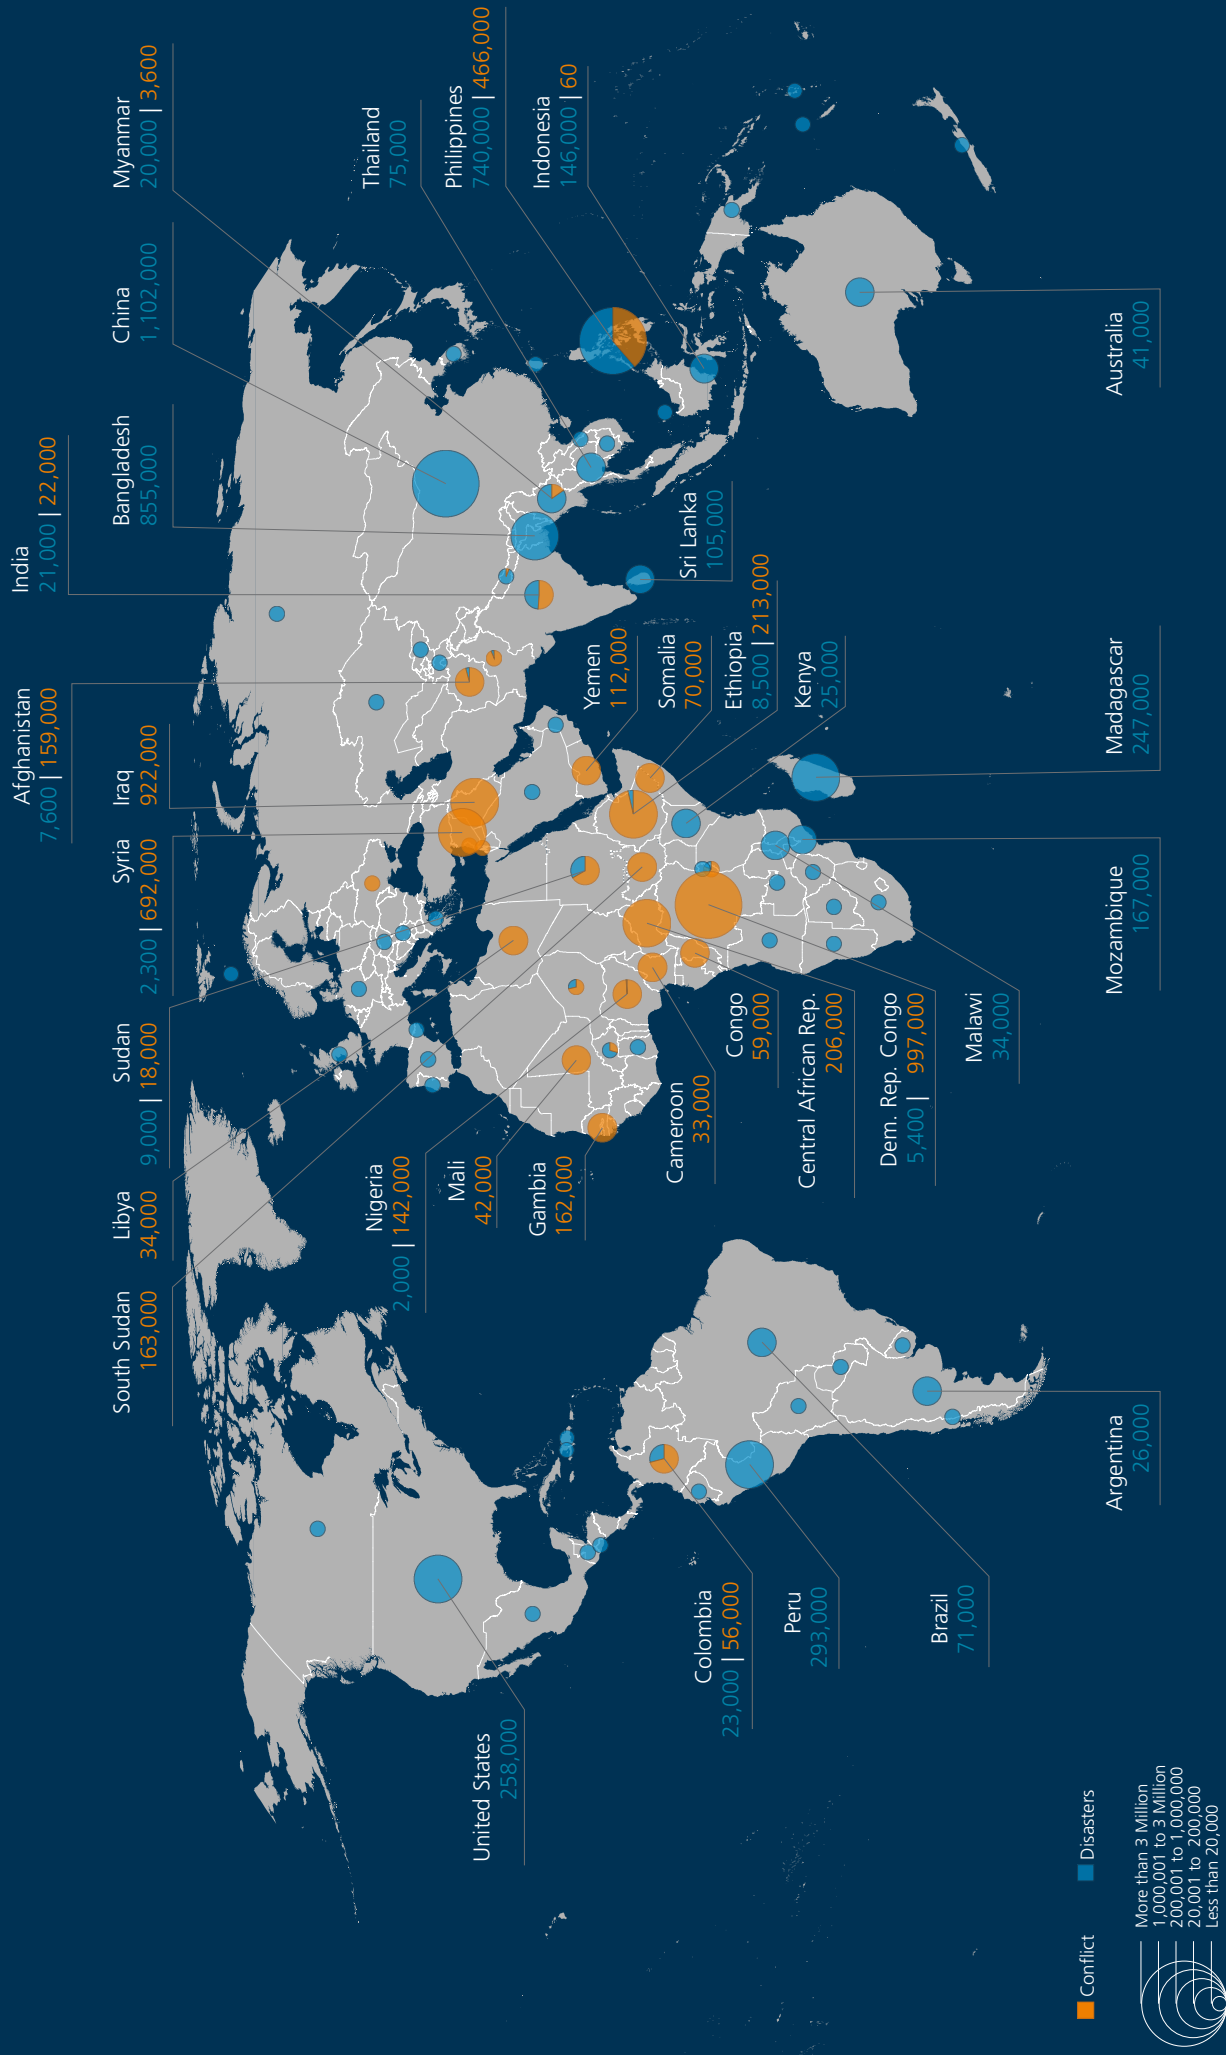 Afghanistan
7,600 | 159,000
India
21,000 | 22,000
South Sudan
163,000
Libya
34,000
Sudan
9,000 | 18,000
Syria
2,300 | 692,000
Iraq
922,000
Bangladesh
855,000
China
1,102,000
Myanmar
20,000 | 3,600
Thailand
75,000
Philippines
740,000 | 466,000
Indonesia
146,000 | 60
United States
258,000
Nigeria
2,000 | 142,000
Mali
42,000
Gambia
162,000
Yemen
112,000
Somalia
70,000
Ethiopia
8,500 | 213,000
Kenya
25,000
Sri Lanka
105,000
Colombia
23,000 | 56,000
Peru
293,000
Brazil
71,000
Cameroon
33,000
Congo
59,000
Central African Rep.
206,000
Dem. Rep. Congo
5,400 | 997,000
Malawi
34,000
Argentina
26,000
Mozambique
167,000
Madagascar
247,000
Australia
41,000
Conflict
Disasters
More than 3 Million
1,000,001 to 3 Million
200,001 to 1,000,000
20,001 to 200,000
Less than 20,000